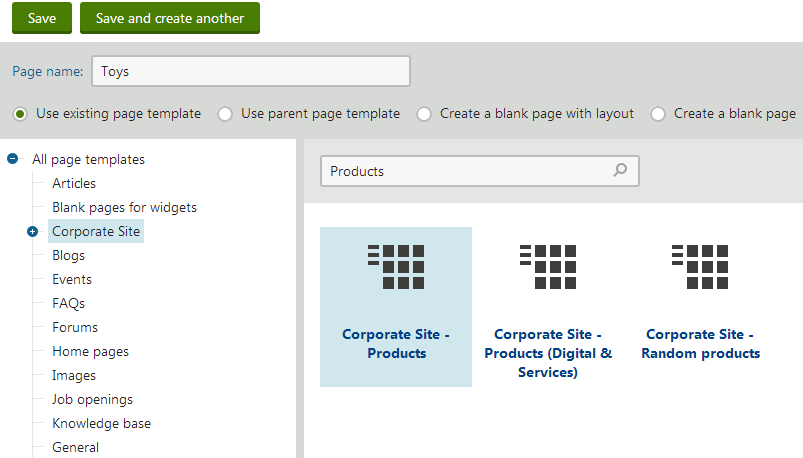 Save
Save and create another
Page name:
Toys
Use existing page template
Use parent page template
Create a blank page with layout
Create a blank page
All page templates
Articles
Blank pages for widgets
Corporate Site
Blogs
Events
FAQs
Forums
Home pages
Images
Job openings
Knowledge base
General
Products
Corporate Site -
Products
Corporate Site -
Products (Digital &
Services)
Corporate Site -
Random products